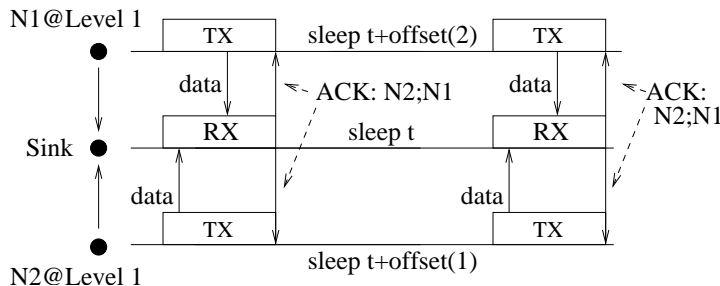 N1@Level 1
TX
sleep t+offset(2)
TX
data
ACK: N2;N1
data
ACK:
N2;N1
Sink
RX
sleep t
RX
data
data
TX
TX
N2@Level 1
sleep t+offset(1)